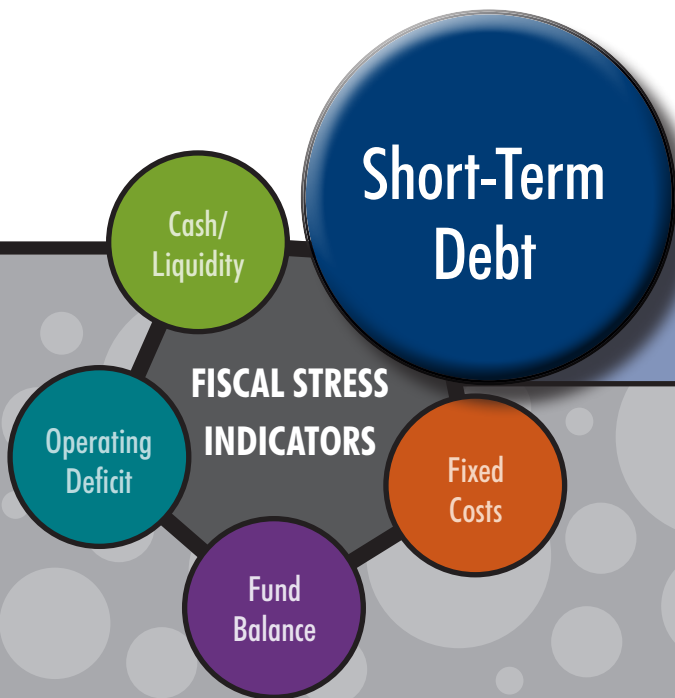 Short-Term
Debt
Cash/
Liquidity
FISCAL STRESS
INDICATORS
Operating
Deficit
Fixed
Costs
Fund
Balance